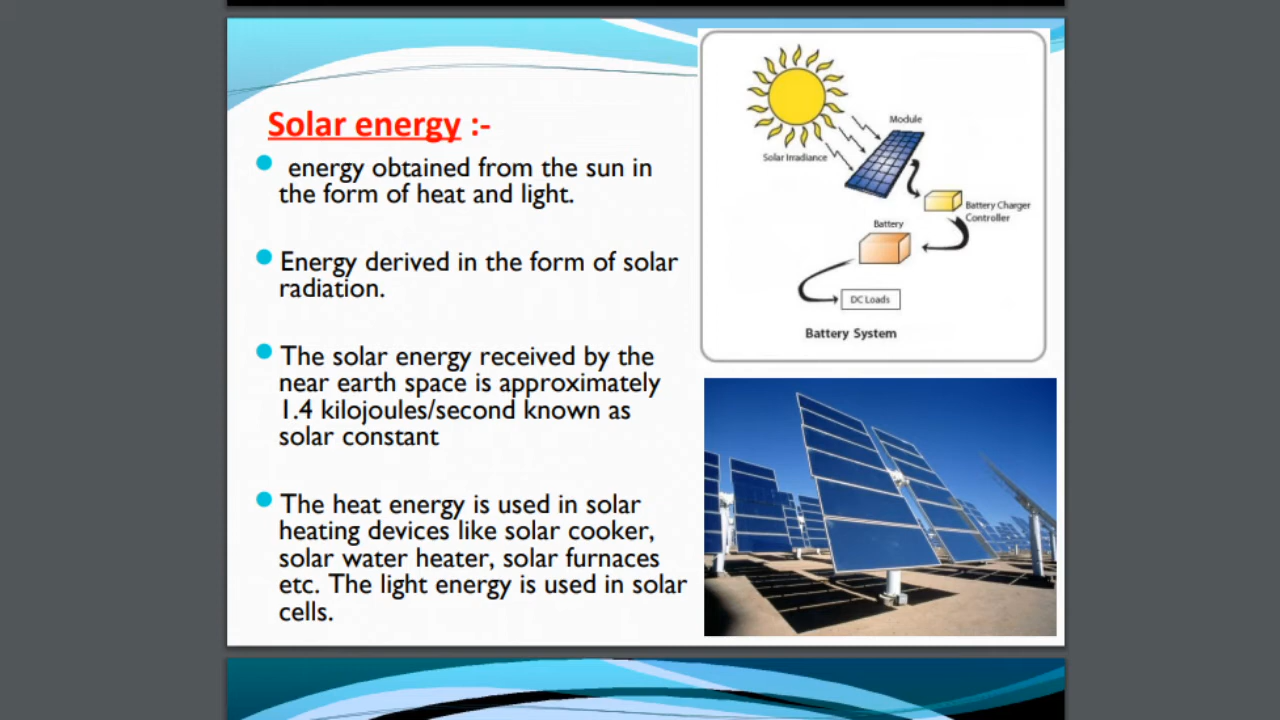 Solar energy :-
energy obtained from the sun in
the form of heat and light.
Energy derived in the form of solar
radiation.
The solar energy received by the
near earth space is approximately
1.4 kilojoules/second known as
solar constant
The heat energy is used in solar
heating devices like solar cooker,
solar water heater, solar furnaces
etc. The light energy is used in solar
cells.
Module
Solar Irradiance
Battery Charger
Controller
Battery
DC Loads
Battery System